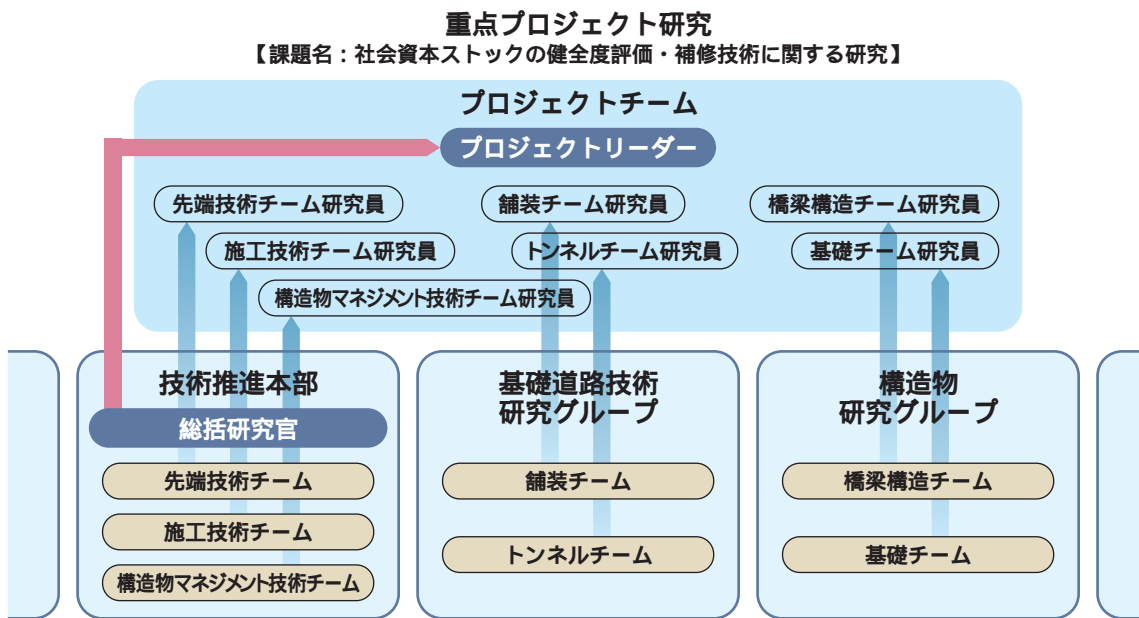 重点プロジェクト研究
【課題名：社会資本ストックの健全度評価・補修技術に関する研究】
プロジェクトチーム
プロジェクトリーダー
先端技術チーム研究員
舗装チーム研究員
橋梁構造チーム研究員
施工技術チーム研究員
トンネルチーム研究員
基礎チーム研究員
構造物マネジメント技術チーム研究員
技術推進本部
総括研究官
先端技術チーム
施工技術チーム
構造物マネジメント技術チーム
基礎道路技術
研究グループ
舗装チーム
トンネルチーム
構造物
研究グループ
橋梁構造チーム
基礎チーム